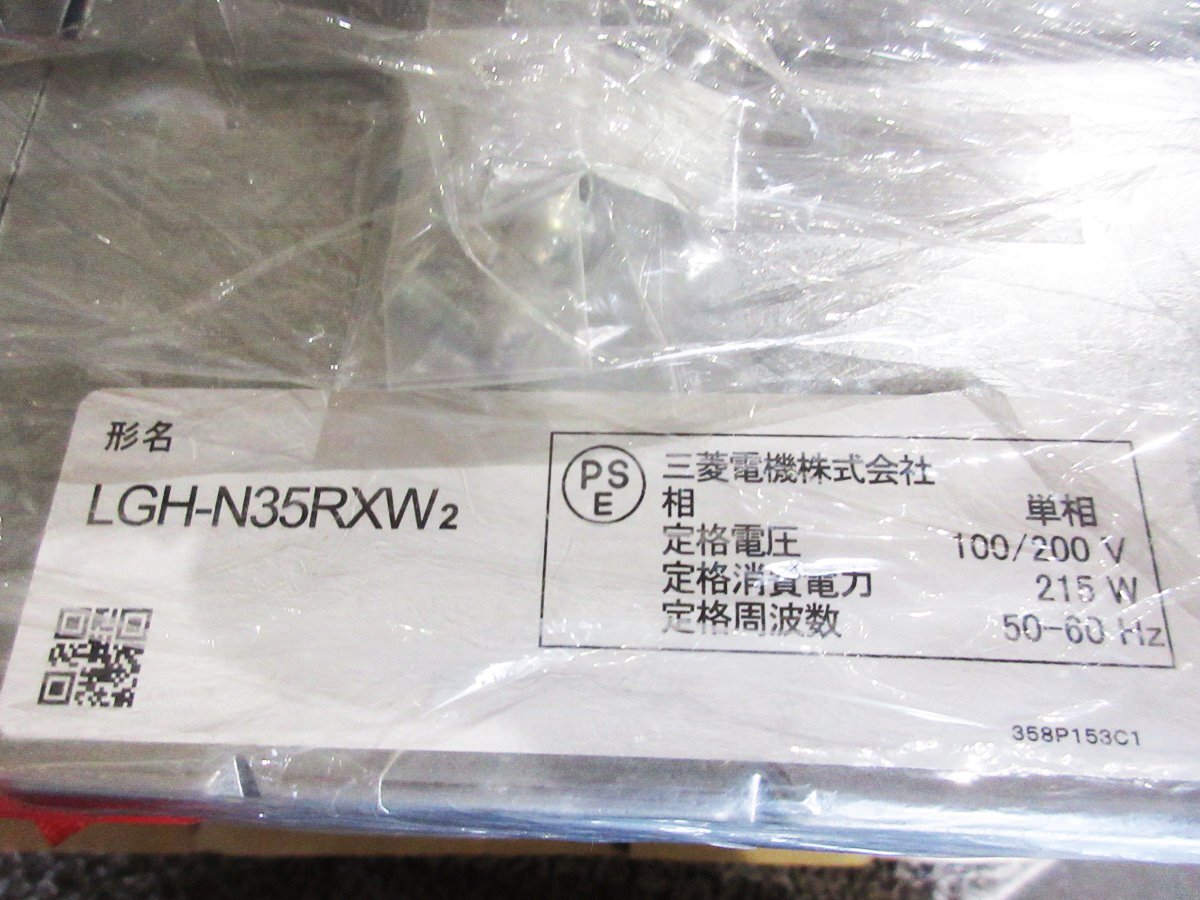 形名
LGH-N35RXW2
PS
E
三菱電機株式会社
相 単相
定格電圧 100/200 V
定格消費電力 215 W
定格周波数 50-60 Hz
358P153C1